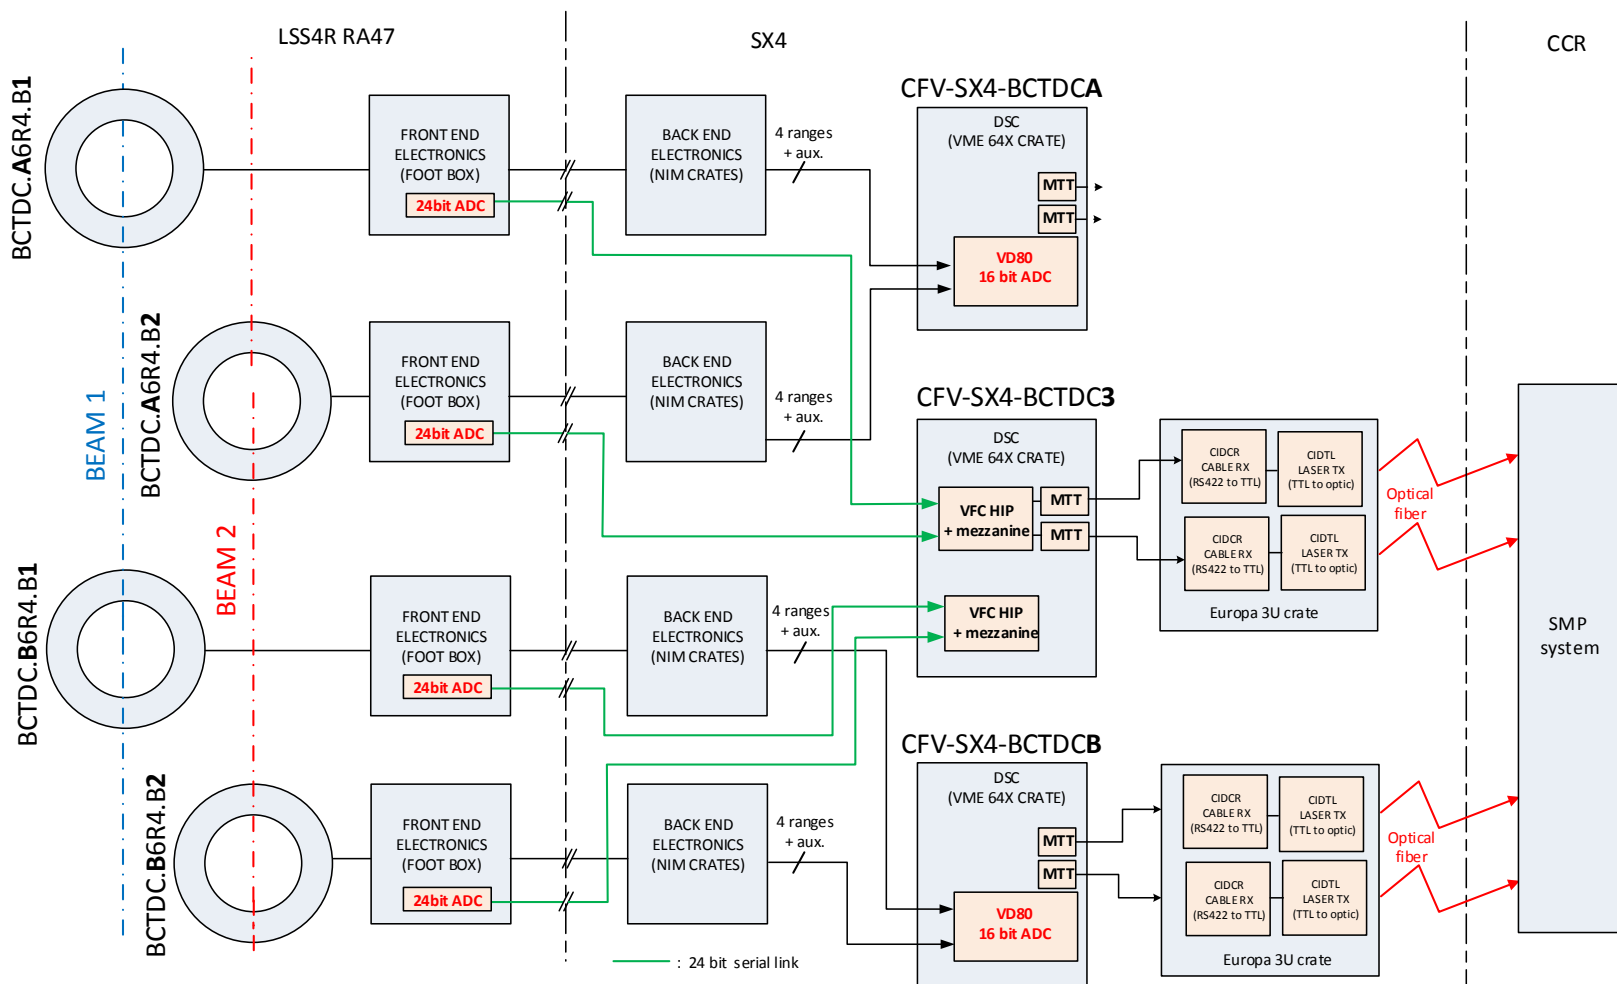 LSS4R RA47
SX4
CCR
BCTDC.A6R4.B1
BCTDC.A6R4.B2
BCTDC.B6R4.B1
BCTDC.B6R4.B2
BEAM 1
BEAM 2
FRONT END
ELECTRONICS
(FOOT BOX)
24bit ADC
BACK END
ELECTRONICS
(NIM CRATES)
4 ranges
+ aux.
CFV-SX4-BCTDCA
DSC
(VME 64X CRATE)
MTT
MTT
VD80
16 bit ADC
FRONT END
ELECTRONICS
(FOOT BOX)
24bit ADC
BACK END
ELECTRONICS
(NIM CRATES)
4 ranges
+ aux.
CFV-SX4-BCTDC3
DSC
(VME 64X CRATE)
VFC HIP
+ mezzanine
MTT
MTT
VFC HIP
+ mezzanine
CIDCR
CABLE RX
(RS422 to TTL)
CIDTL
LASER TX
(TTL to optic)
CIDCR
CABLE RX
(RS422 to TTL)
CIDTL
LASER TX
(TTL to optic)
Europa 3U crate
Optical
fiber
FRONT END
ELECTRONICS
(FOOT BOX)
24bit ADC
BACK END
ELECTRONICS
(NIM CRATES)
4 ranges
+ aux.
SMP
system
FRONT END
ELECTRONICS
(FOOT BOX)
24bit ADC
BACK END
ELECTRONICS
(NIM CRATES)
4 ranges
+ aux.
CFV-SX4-BCTDCB
DSC
(VME 64X CRATE)
MTT
MTT
VD80
16 bit ADC
CIDCR
CABLE RX
(RS422 to TTL)
CIDTL
LASER TX
(TTL to optic)
CIDCR
CABLE RX
(RS422 to TTL)
CIDTL
LASER TX
(TTL to optic)
Europa 3U crate
Optical
fiber
: 24 bit serial link